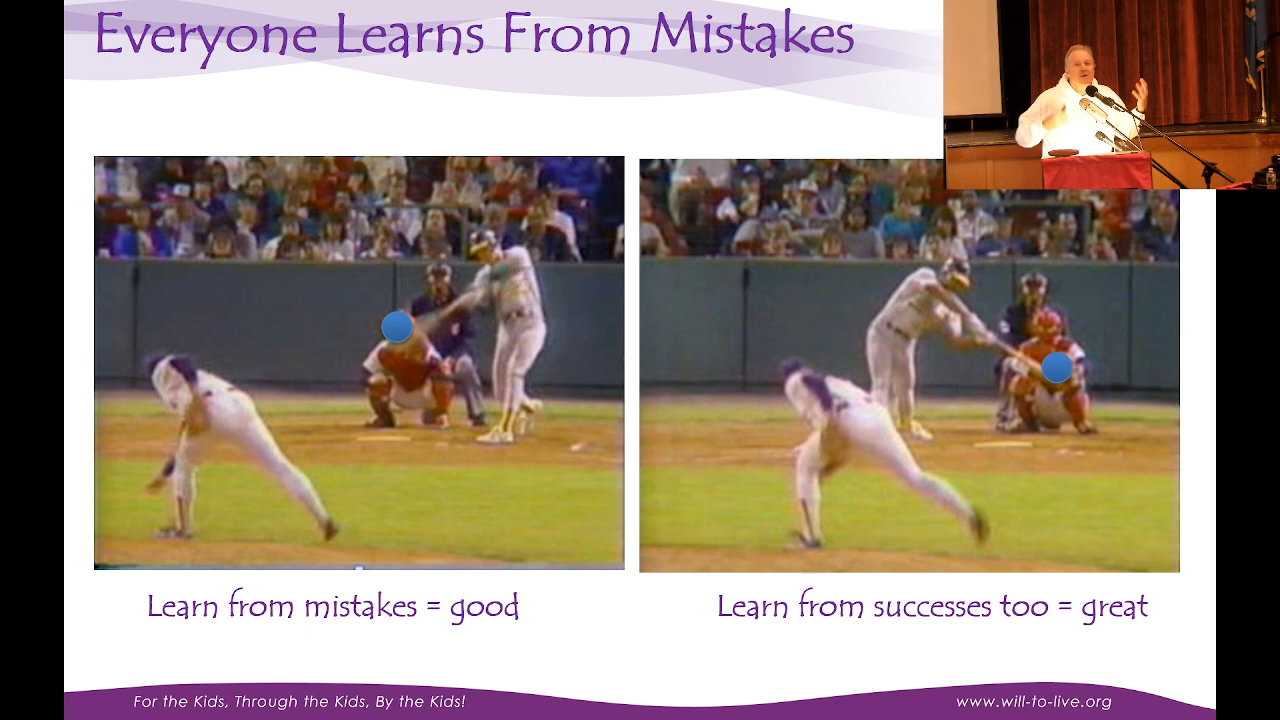 Everyone Learns From Mistakes
Learn from mistakes = good
Learn from successes too = great
For the Kids, Through the Kids, By the Kids!
www.will-to-live.org